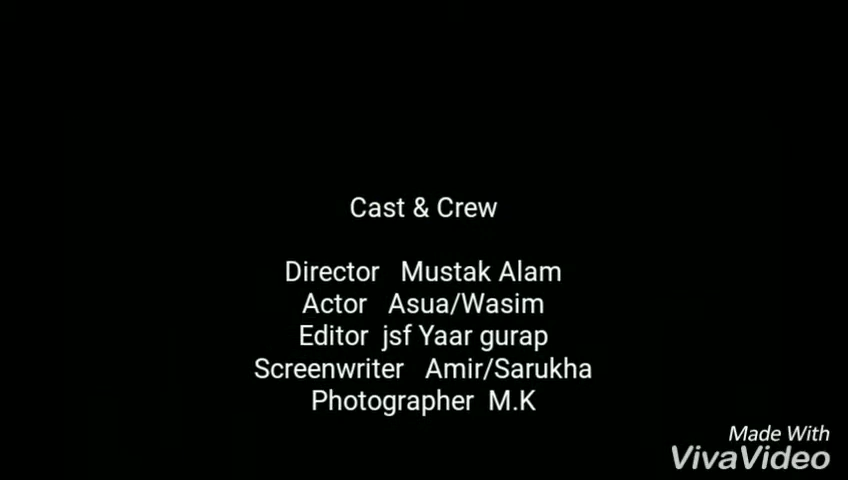 Cast & Crew
Director Mustak Alam
Actor Asua/Wasim
Editor jsf Yaar gurap
Screenwriter Amir/Sarukha
Photographer M.K
Made With
VivaVideo